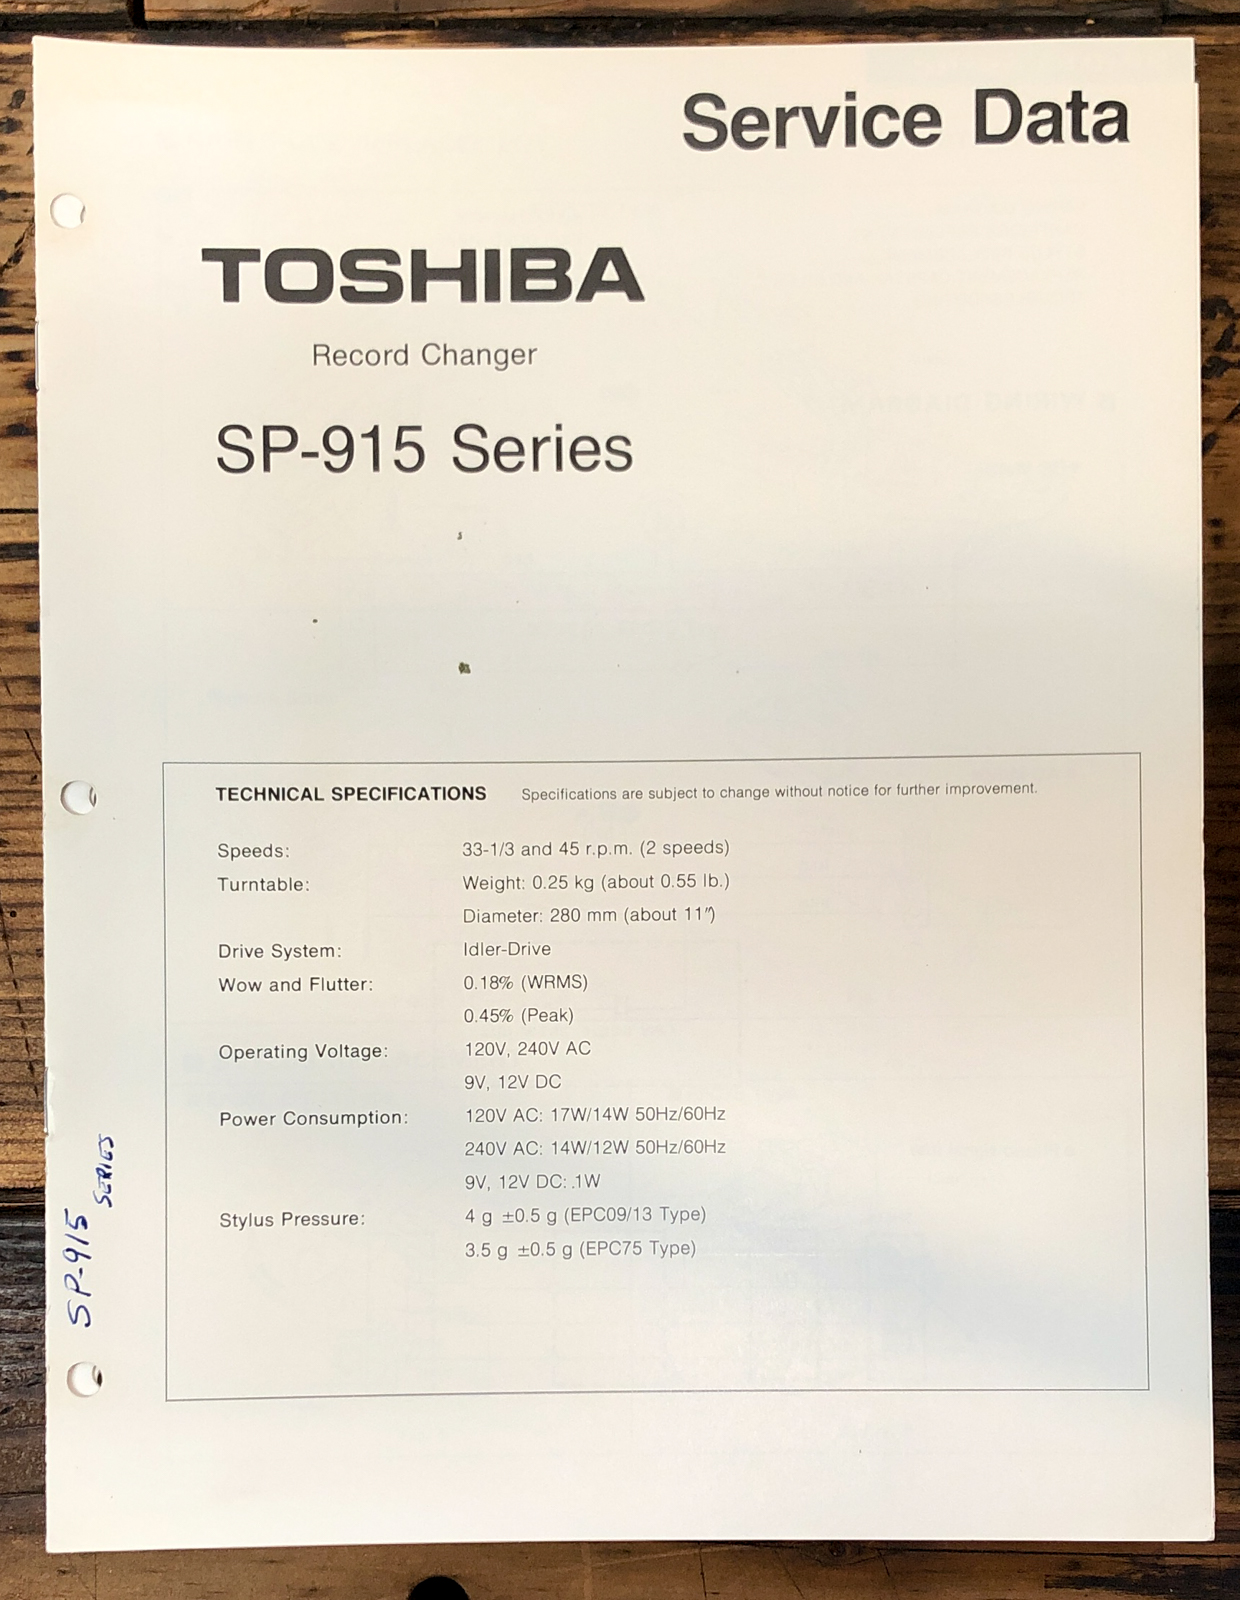 Service Data
TOSHIBA
Record Changer
SP-915 Series
TECHNICAL SPECIFICATIONS Specifications are subject to change without notice for further improvement.
Speeds: 33-1/3 and 45 r.p.m. (2 speeds)
Turntable: Weight: 0.25 kg (about 0.55 lb.)
Diameter: 280 mm (about 11″)
Drive System: Idler-Drive
Wow and Flutter: 0.18% (WRMS)
0.45% (Peak)
Operating Voltage: 120V, 240V AC
9V, 12V DC
Power Consumption: 120V AC: 17W/14W 50Hz/60Hz
240V AC: 14W/12W 50Hz/60Hz
9V, 12V DC: .1W
Stylus Pressure: 4 g ±0.5 g (EPC09/13 Type)
3.5 g ±0.5 g (EPC75 Type)
SP-915
SERIES